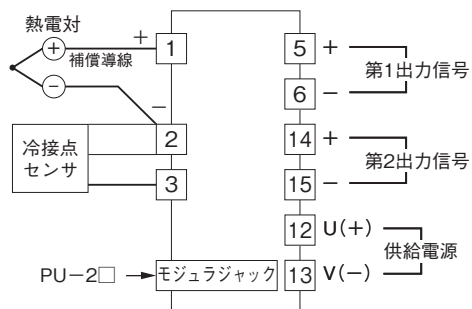 熱電対
+ 補償導線 + 1
−
− 2
冷接点
センサ
3
5 +
第1出力信号
6 −
14 +
第2出力信号
15 −
12 U(+)
供給電源
13 V(−)
PU−2□ モジュラジャック